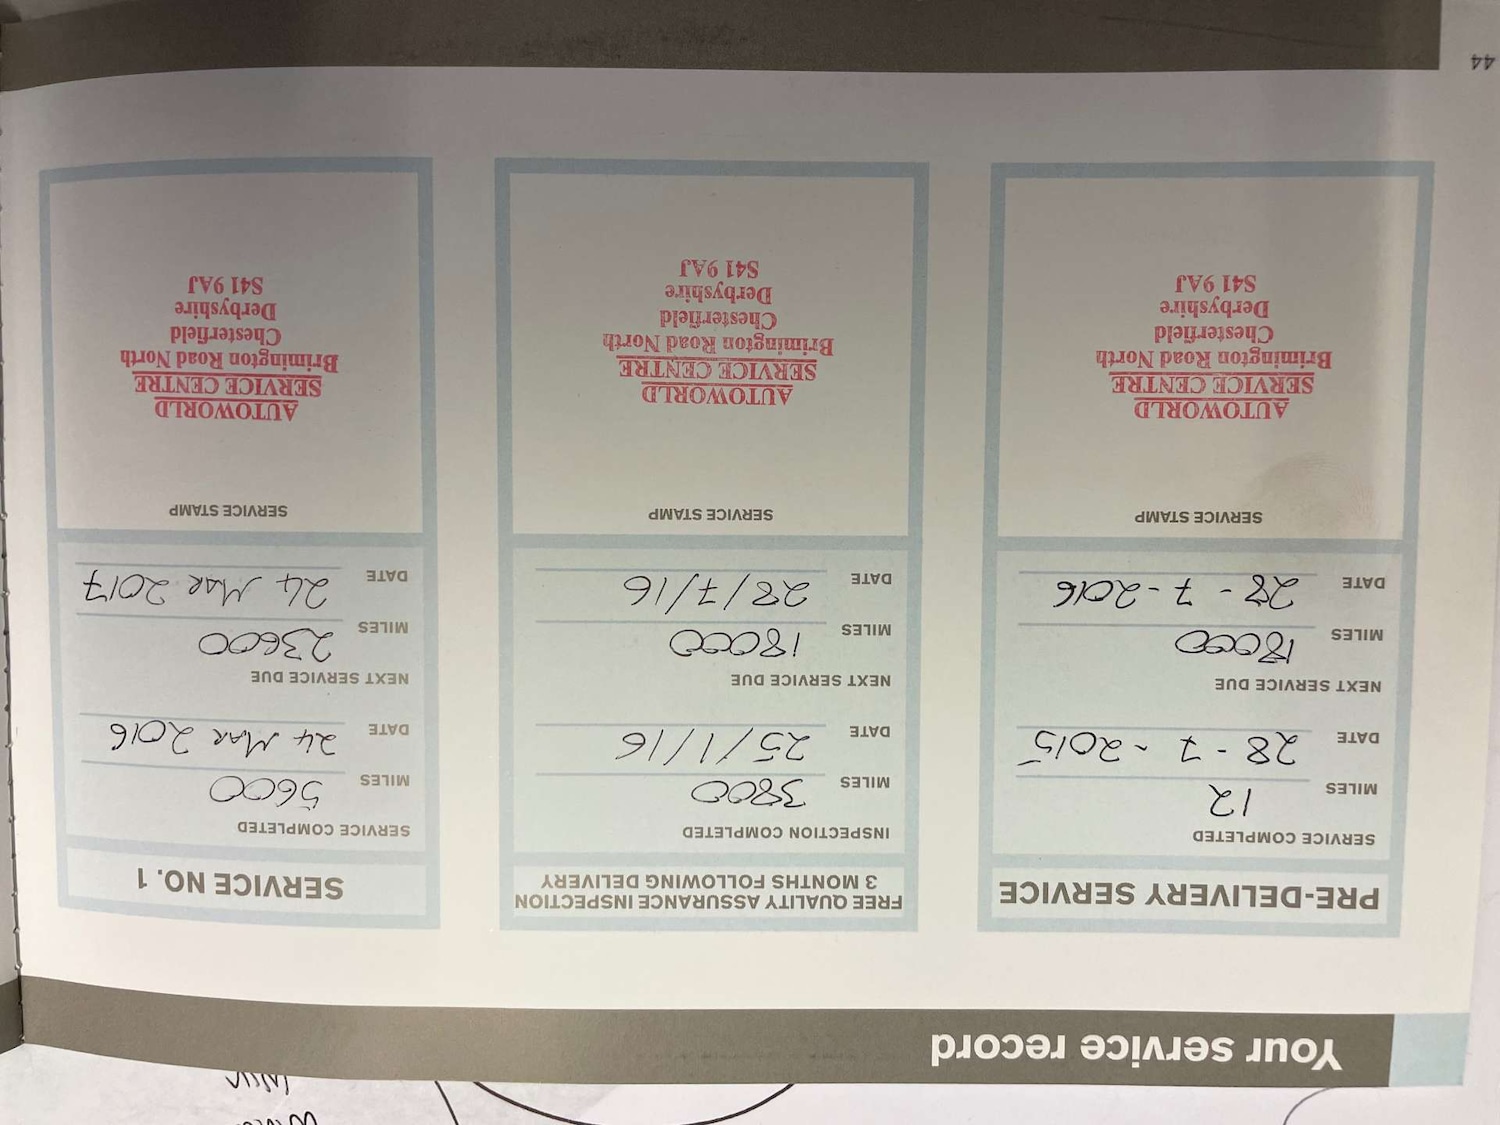 Your service record
PRE-DELIVERY SERVICE
SERVICE COMPLETED
MILES 12
DATE 28-7-2015
NEXT SERVICE DUE
MILES 18000
DATE 28-7-2016
SERVICE STAMP
AUTOWORLD
SERVICE CENTRE
Brimington Road North
Chesterfield
Derbyshire
S41 9AJ
FREE QUALITY ASSURANCE INSPECTION
3 MONTHS FOLLOWING DELIVERY
INSPECTION COMPLETED
MILES 3800
DATE 25/1/16
NEXT SERVICE DUE
MILES 18000
DATE 28/7/16
SERVICE STAMP
AUTOWORLD
SERVICE CENTRE
Brimington Road North
Chesterfield
Derbyshire
S41 9AJ
SERVICE NO. 1
SERVICE COMPLETED
MILES 5600
DATE 24 MAR 2016
NEXT SERVICE DUE
MILES 23600
DATE 24 MAR 2017
SERVICE STAMP
AUTOWORLD
SERVICE CENTRE
Brimington Road North
Chesterfield
Derbyshire
S41 9AJ
44